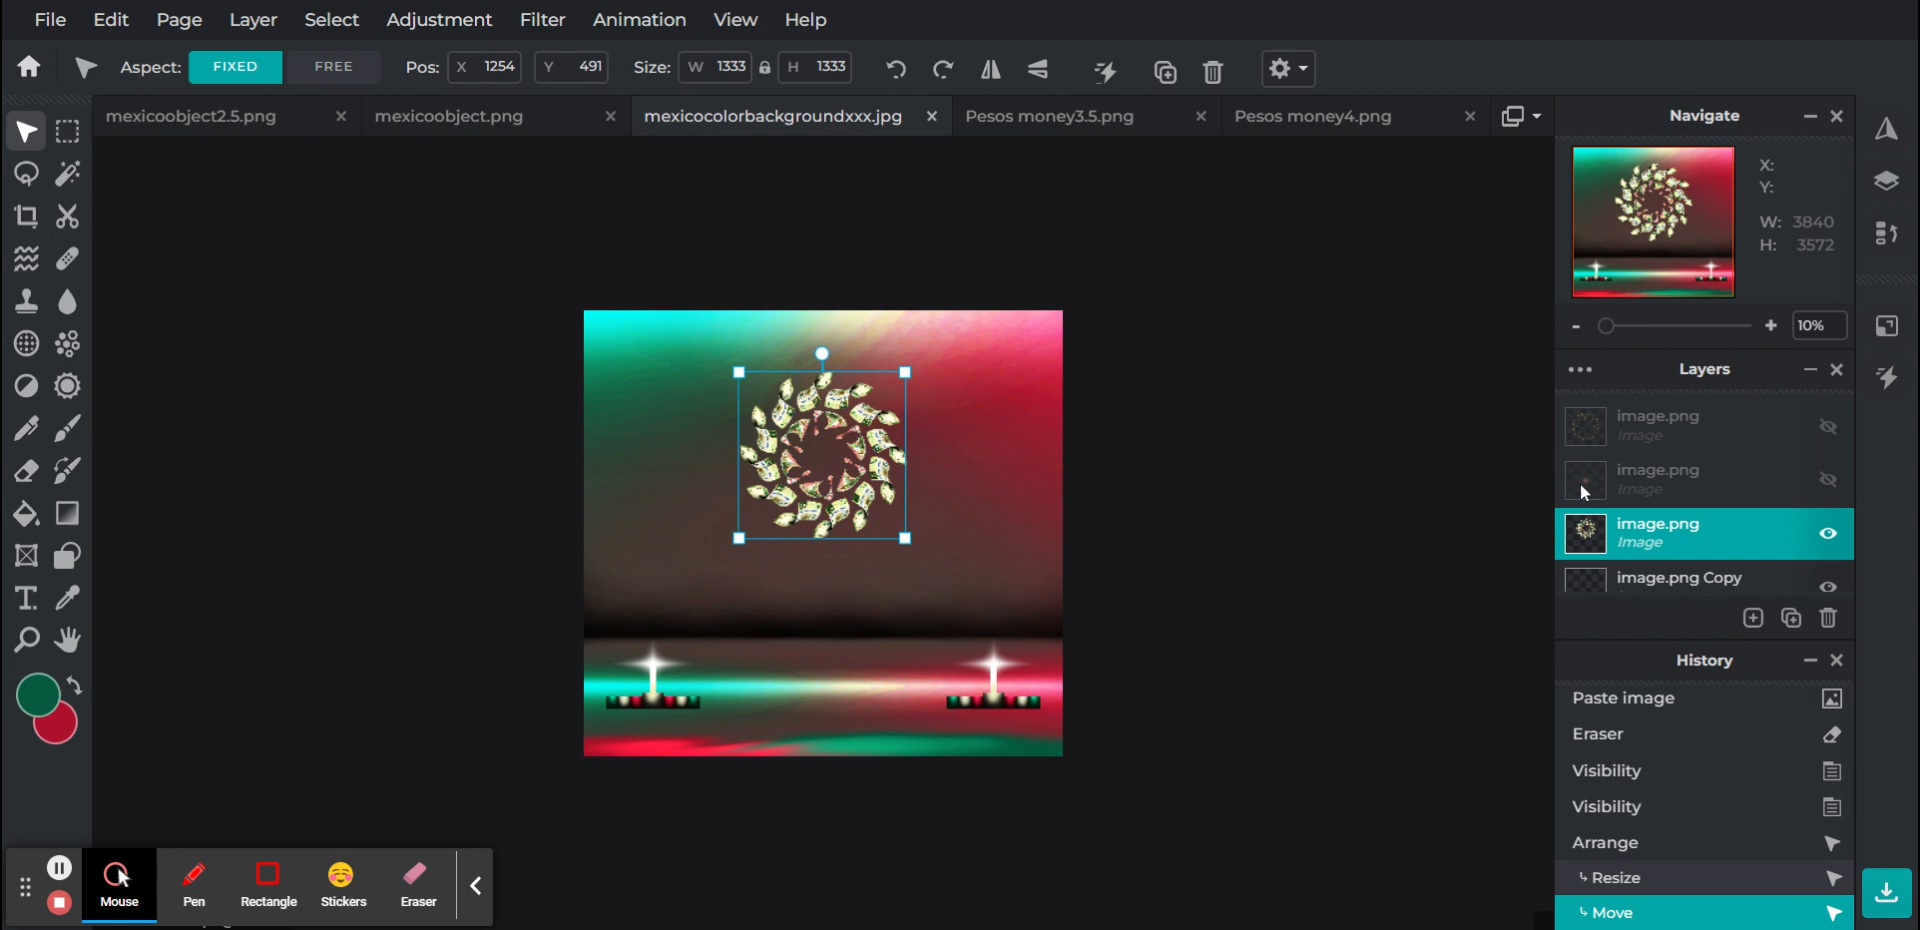 File Edit Page Layer Select Adjustment Filter Animation View Help
Aspect: FIXED FREE Pos: X 1254 Y 491 Size: W 1333 H 1333
mexicoobject2.5.png mexicoobject.png mexicocolorbackgroundxxx.jpg Pesos money3.5.png Pesos money4.png
Navigate
X:
Y:
W: 3840
H: 3572
- + 10%
Layers
image.png
Image
image.png
Image
image.png
Image
image.png Copy
History
Paste image
Eraser
Visibility
Visibility
Arrange
Resize
Move
Mouse Pen Rectangle Stickers Eraser